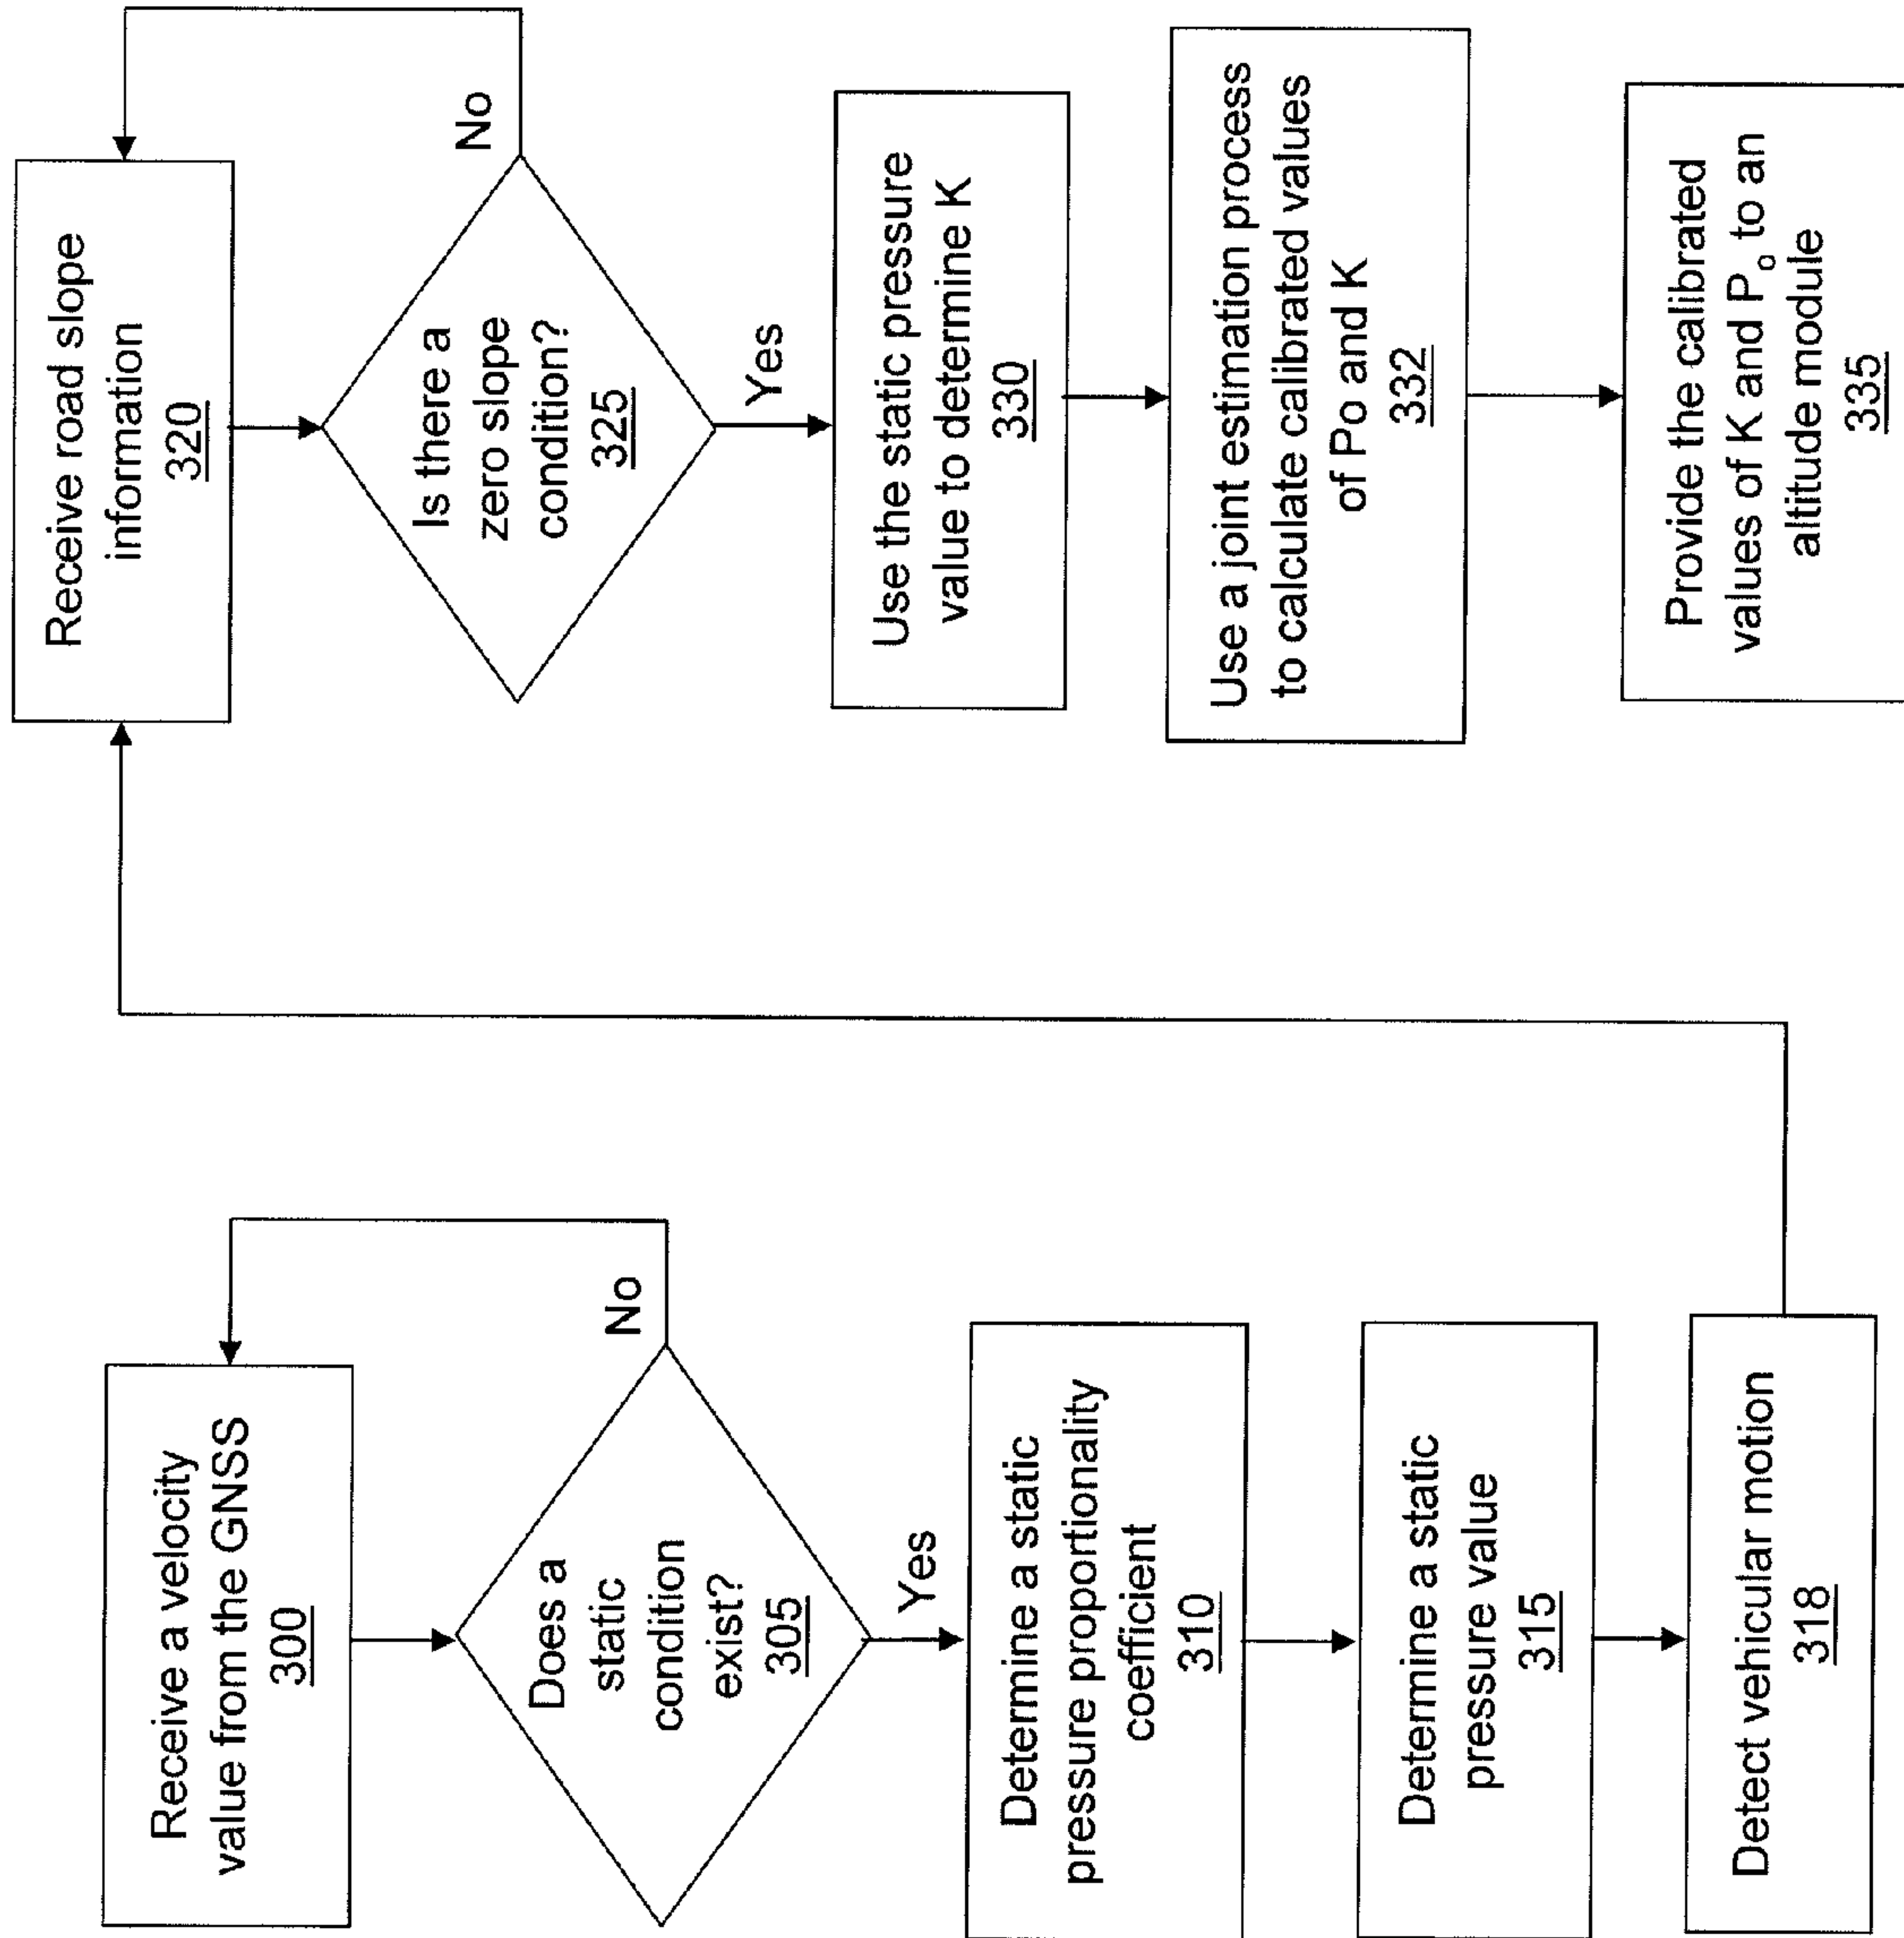 Receive a velocity
value from the GNSS
300
Does a
static
condition
exist?
305
No
Yes
Determine a static
pressure proportionality
coefficient
310
Determine a static
pressure value
315
Detect vehicular motion
318
Receive road slope
information
320
Is there a
zero slope
condition?
325
No
Yes
Use the static pressure
value to determine K
330
Use a joint estimation process
to calculate calibrated values
of Po and K
332
Provide the calibrated
values of K and Po to an
altitude module
335